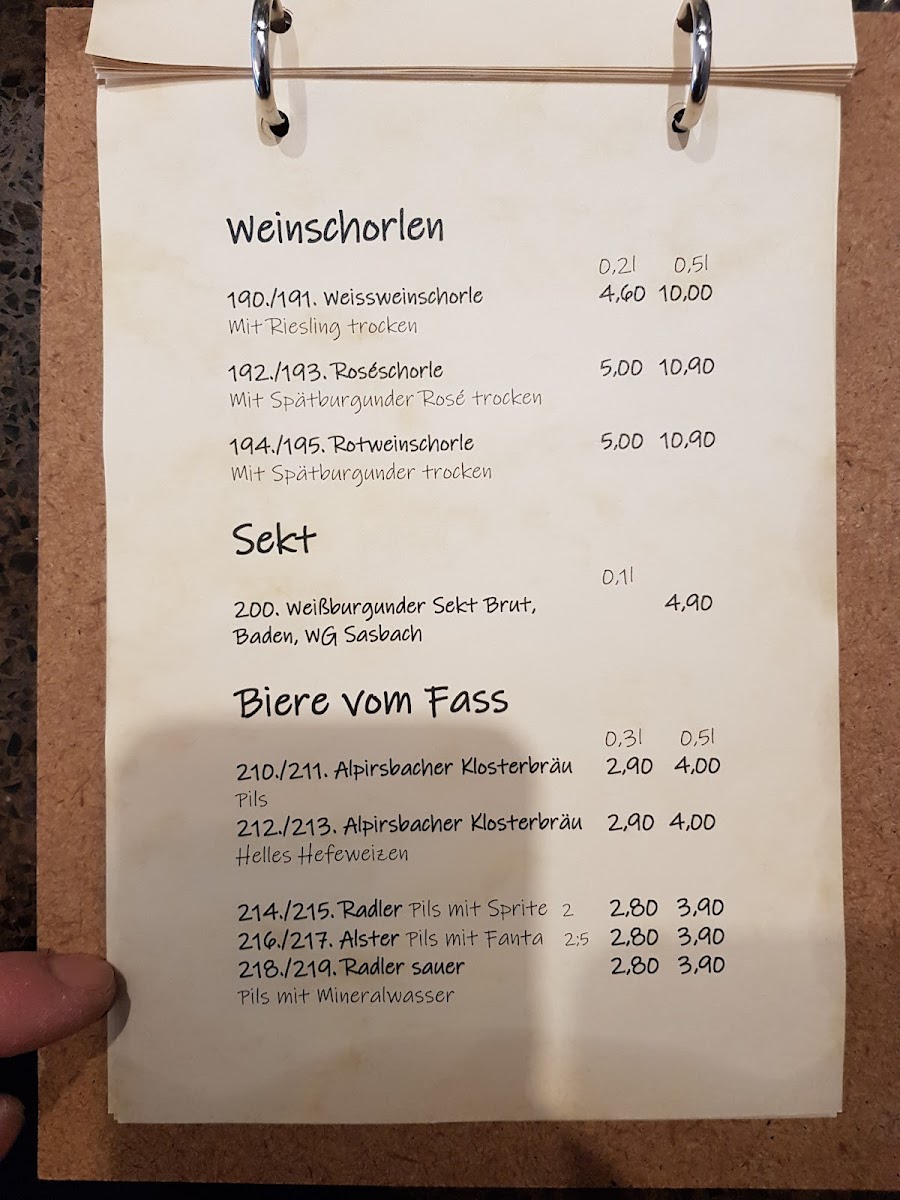 Weinschorlen
0,2l 0,5l
190./191. Weissweinschorle 4,60 10,00
Mit Riesling trocken
192./193. Roséschorle 5,00 10,90
Mit Spätburgunder Rosé trocken
194./195. Rotweinschorle 5,00 10,90
Mit Spätburgunder trocken
Sekt
0,1l
200. Weißburgunder Sekt Brut, 4,90
Baden, WG Sasbach
Biere vom Fass
0,3l 0,5l
210./211. Alpirsbacher Klosterbräu 2,90 4,00
Pils
212./213. Alpirsbacher Klosterbräu 2,90 4,00
Helles Hefeweizen
214./215. Radler Pils mit Sprite 2 2,80 3,90
216./217. Alster Pils mit Fanta 2;5 2,80 3,90
218./219. Radler sauer 2,80 3,90
Pils mit Mineralwasser